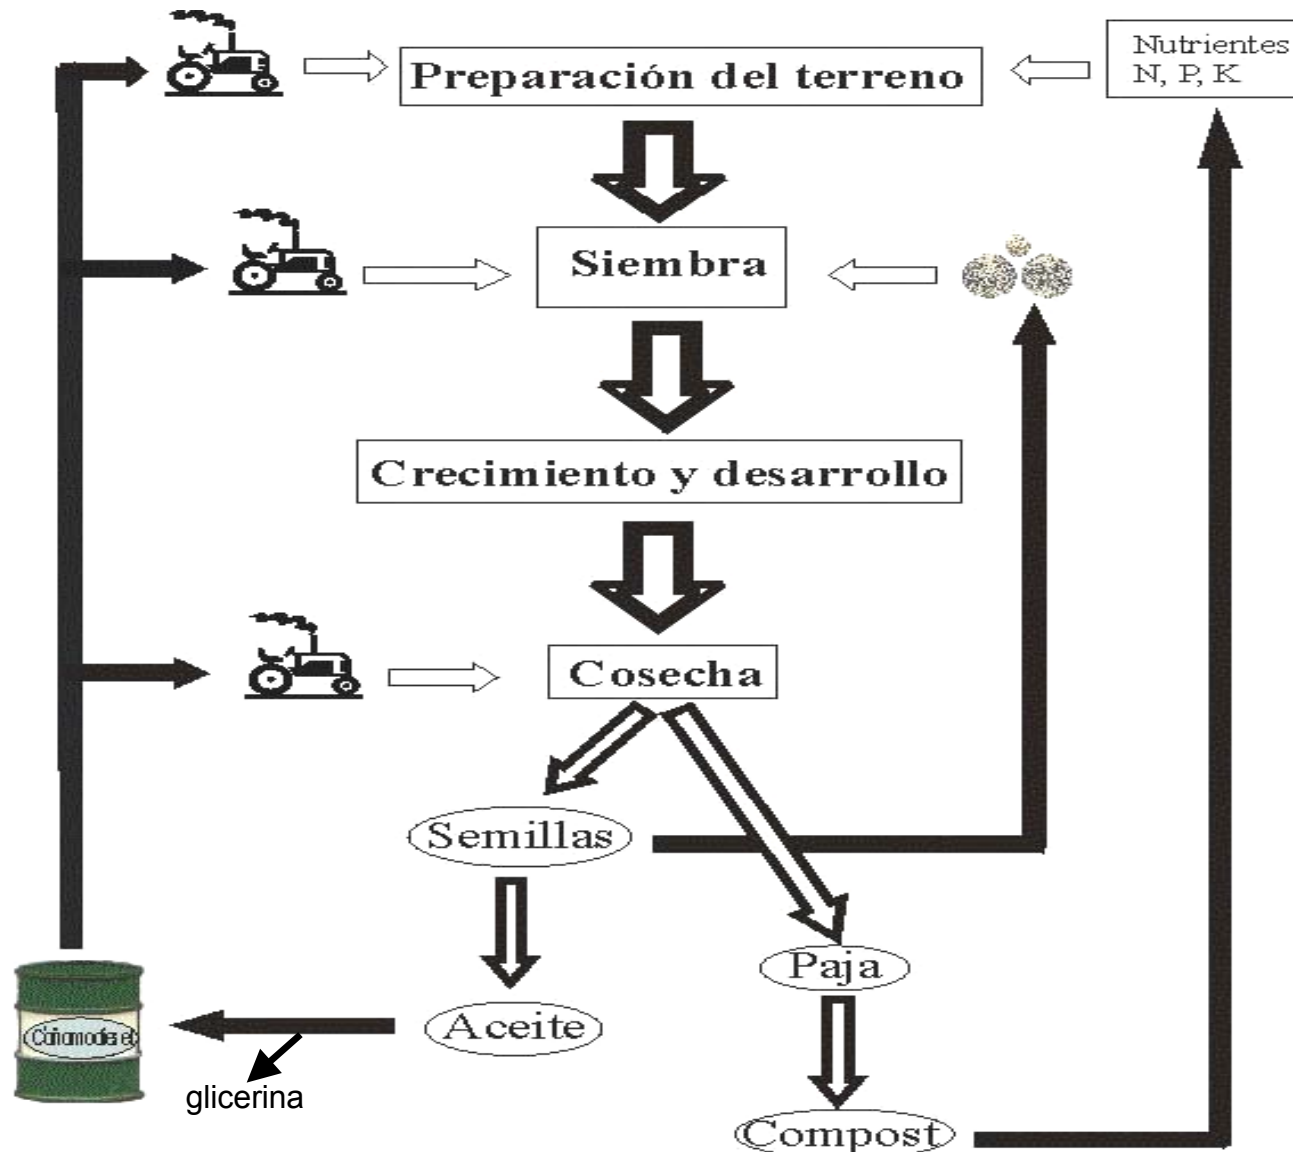 Nutrientes
N, P, K
Preparación del terreno
Siembra
Crecimiento y desarrollo
Cosecha
Semillas
Paja
Aceite
glicerina
Compost